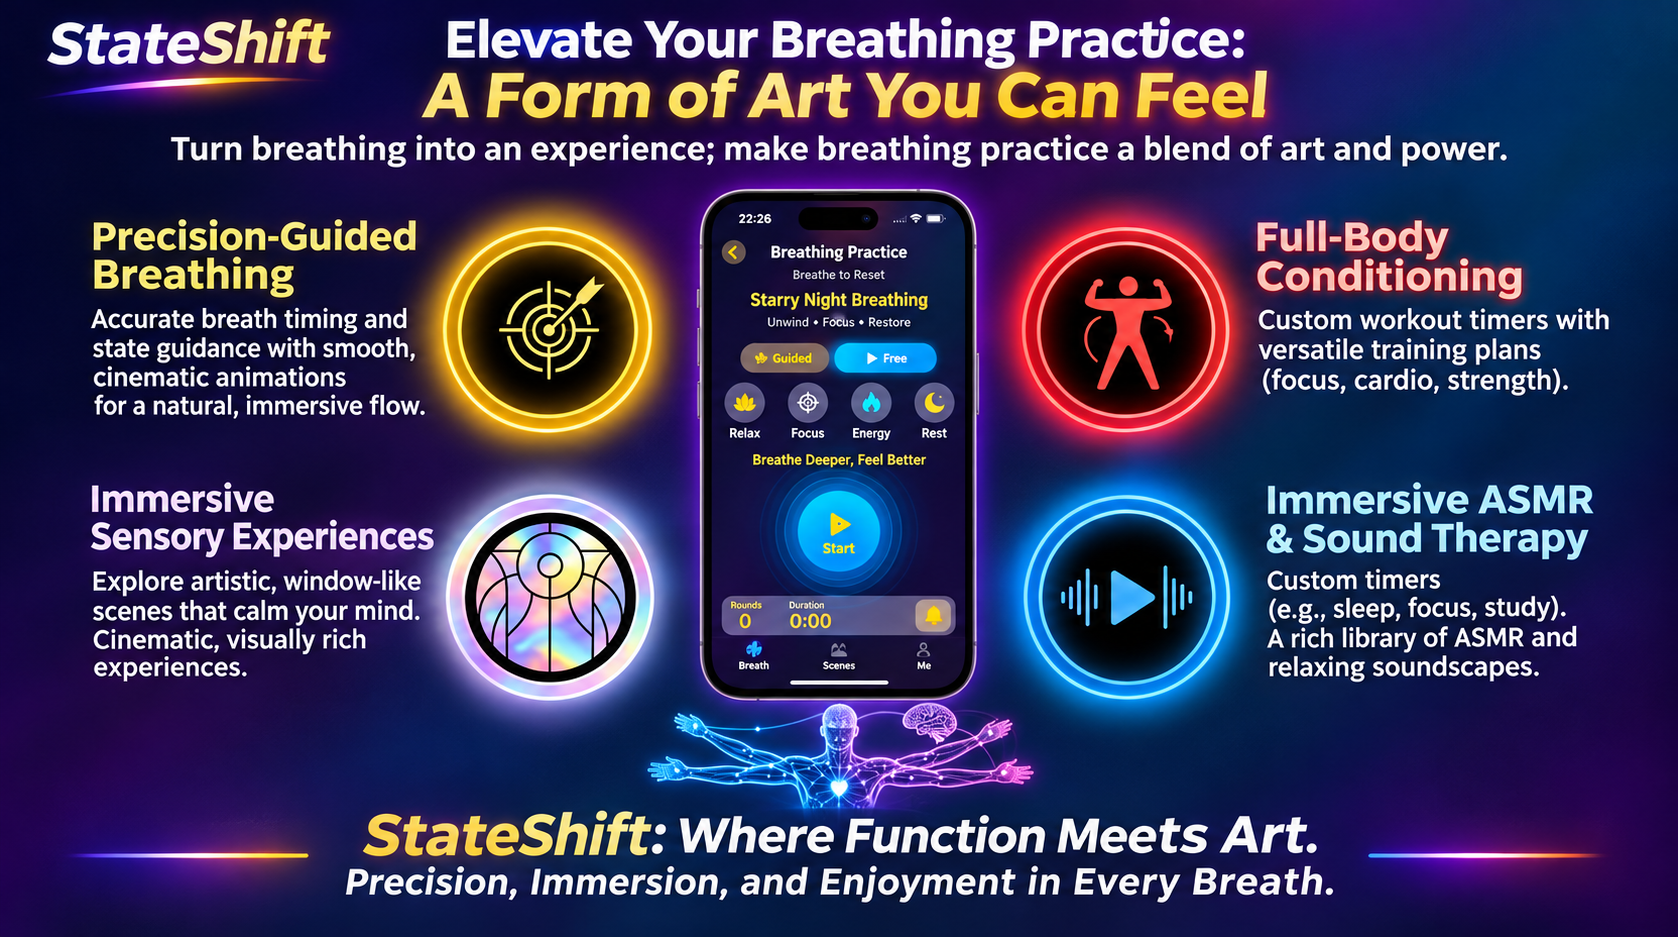 StateShift
Elevate Your Breathing Practice:
A Form of Art You Can Feel
Turn breathing into an experience; make breathing practice a blend of art and power.
Precision-Guided
Breathing
Accurate breath timing and
state guidance with smooth,
cinematic animations
for a natural, immersive flow.
Immersive
Sensory Experiences
Explore artistic, window-like
scenes that calm your mind.
Cinematic, visually rich
experiences.
22:26
Breathing Practice
Breathe to Reset
Starry Night Breathing
Unwind • Focus • Restore
Guided
Free
Relax
Focus
Energy
Rest
Breathe Deeper, Feel Better
Start
Rounds
0
Duration
0:00
Breath
Scenes
Me
Full-Body
Conditioning
Custom workout timers with
versatile training plans
(focus, cardio, strength).
Immersive ASMR
& Sound Therapy
Custom timers
(e.g., sleep, focus, study).
A rich library of ASMR and
relaxing soundscapes.
StateShift: Where Function Meets Art.
Precision, Immersion, and Enjoyment in Every Breath.